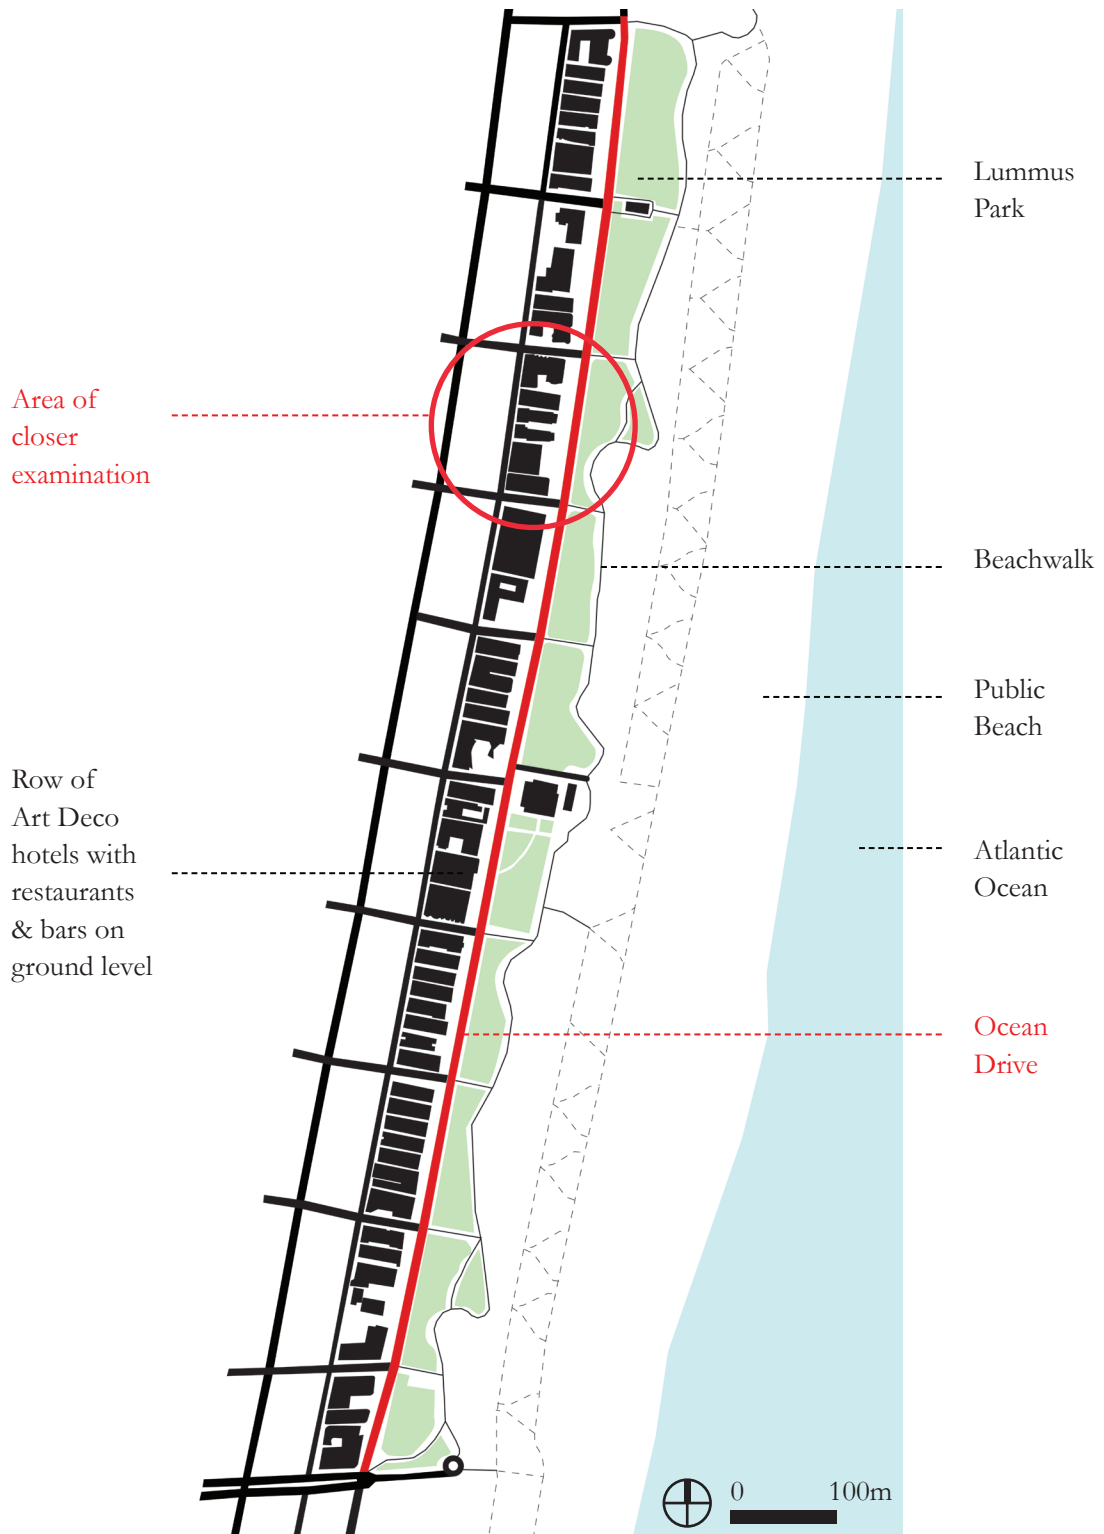 Lummus
Park
Area of
closer
examination
Beachwalk
Public
Beach
Row of
Art Deco
hotels with
restaurants
& bars on
ground level
Atlantic
Ocean
Ocean
Drive
0 100m